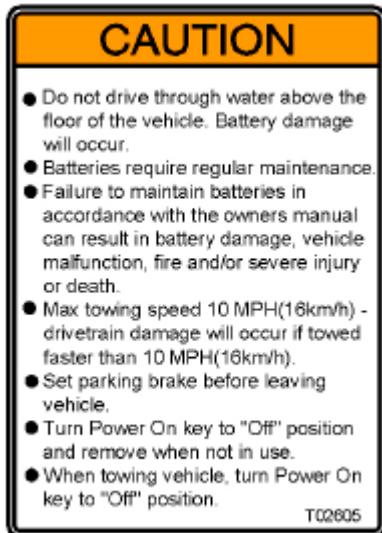 CAUTION
● Do not drive through water above the
floor of the vehicle. Battery damage
will occur.
● Batteries require regular maintenance.
● Failure to maintain batteries in
accordance with the owners manual
can result in battery damage, vehicle
malfunction, fire and/or severe injury
or death.
● Max towing speed 10 MPH(16km/h) -
drivetrain damage will occur if towed
faster than 10 MPH(16km/h).
● Set parking brake before leaving
vehicle.
● Turn Power On key to "Off" position
and remove when not in use.
● When towing vehicle, turn Power On
key to "Off" position.
T02605